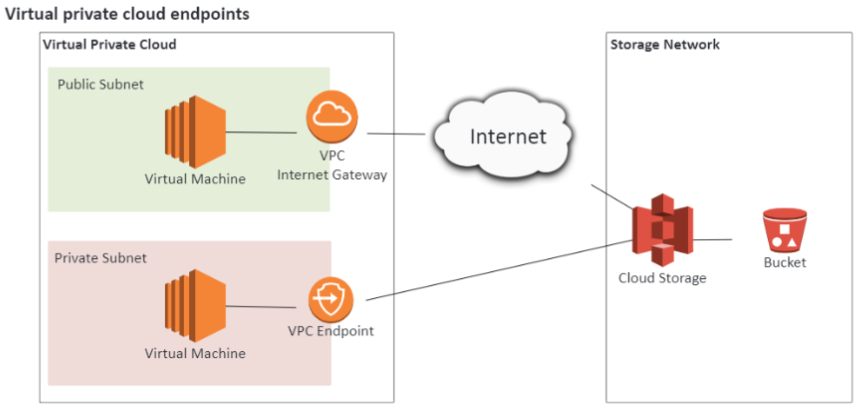 Virtual private cloud endpoints
Virtual Private Cloud
Public Subnet
Virtual Machine
VPC
Internet Gateway
Internet
Private Subnet
Virtual Machine
VPC Endpoint
Storage Network
Cloud Storage
Bucket